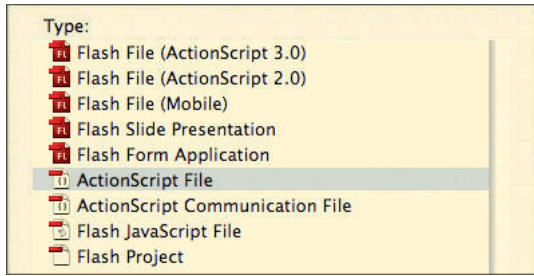 Type:
Flash File (ActionScript 3.0)
Flash File (ActionScript 2.0)
Flash File (Mobile)
Flash Slide Presentation
Flash Form Application
ActionScript File
ActionScript Communication File
Flash JavaScript File
Flash Project